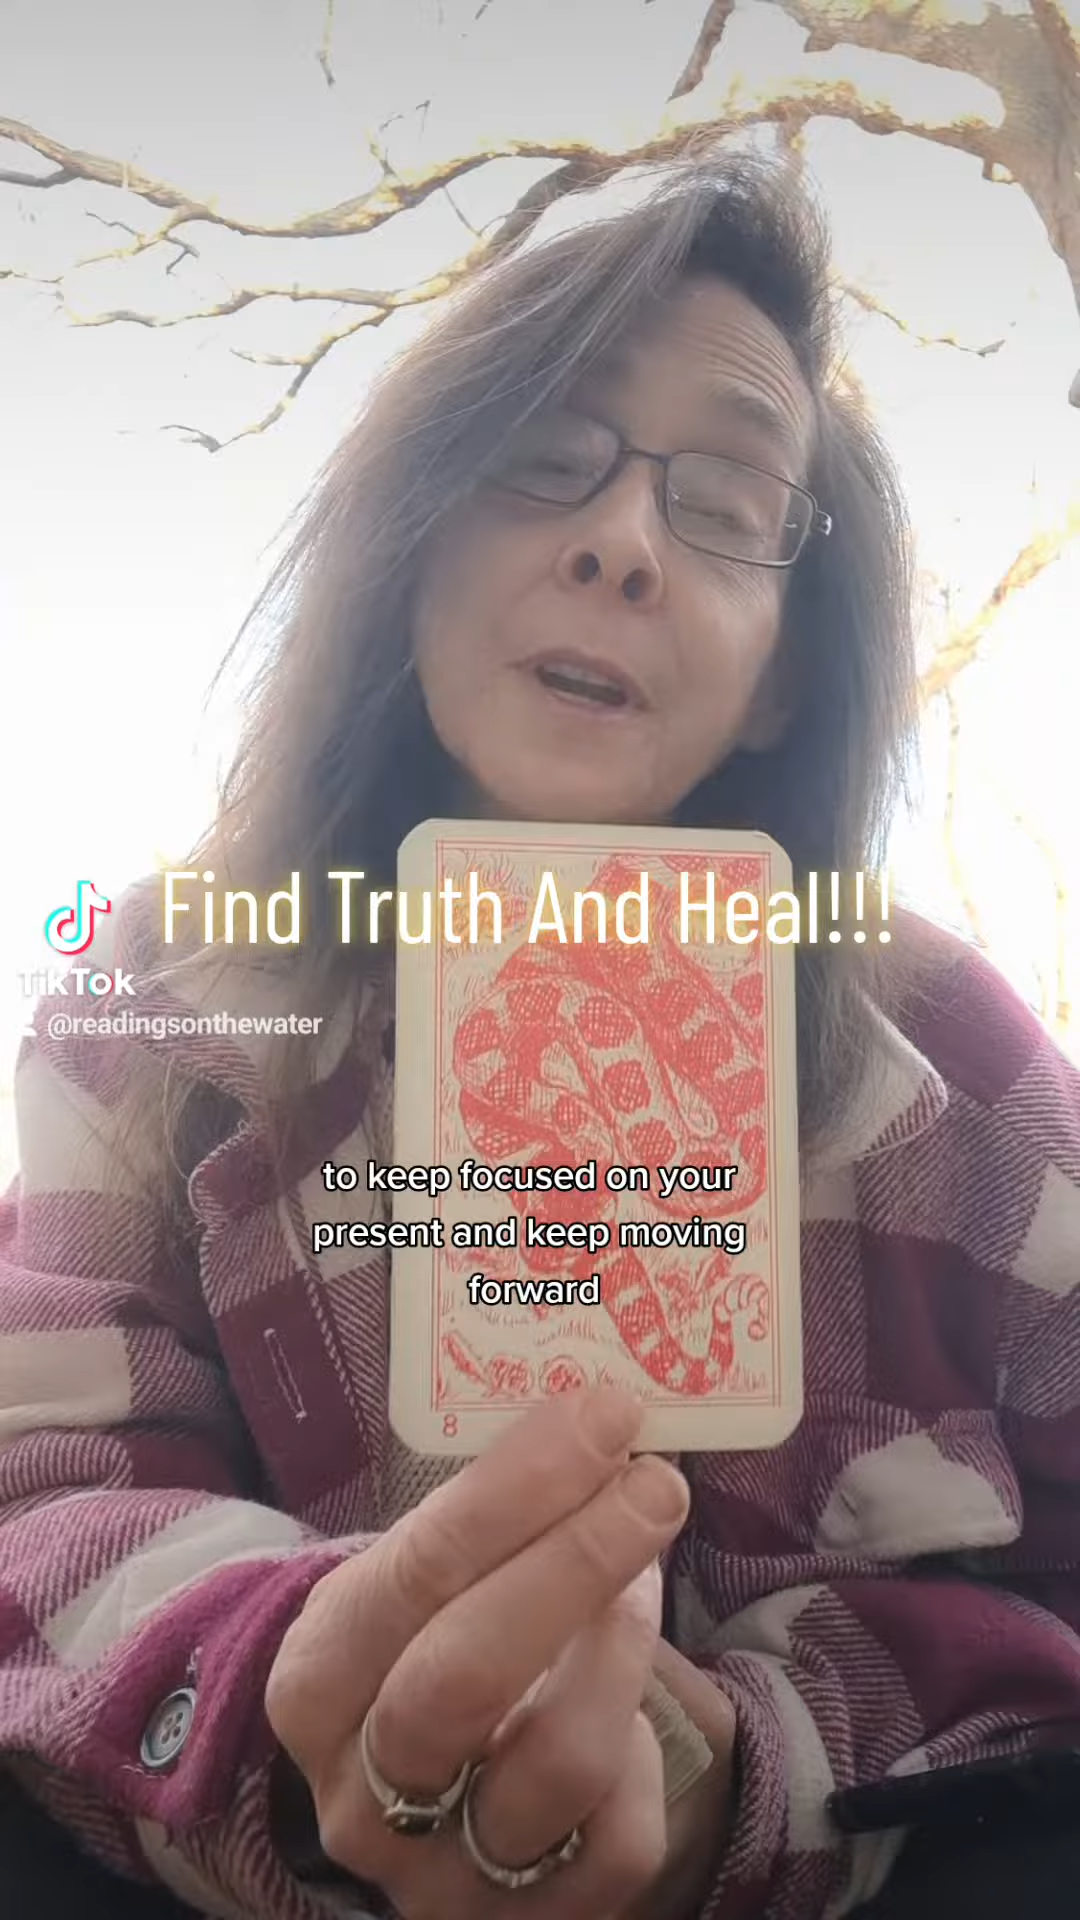 Find Truth And Heal!!!
TikTok
@readingsonthewater
to keep focused on your
present and keep moving
forward
8